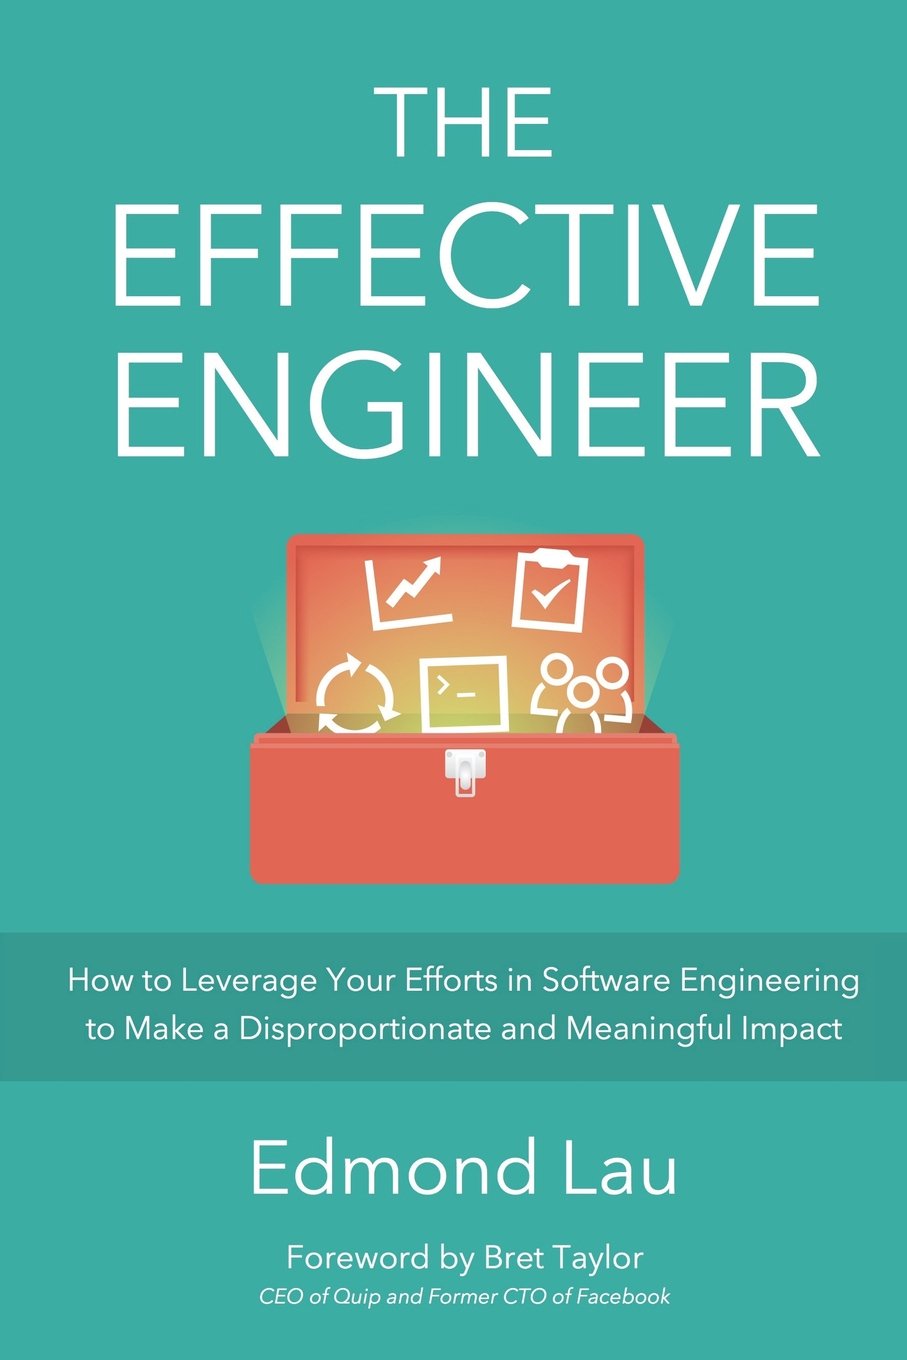 THE
EFFECTIVE
ENGINEER
>_
How to Leverage Your Efforts in Software Engineering
to Make a Disproportionate and Meaningful Impact
Edmond Lau
Foreword by Bret Taylor
CEO of Quip and Former CTO of Facebook